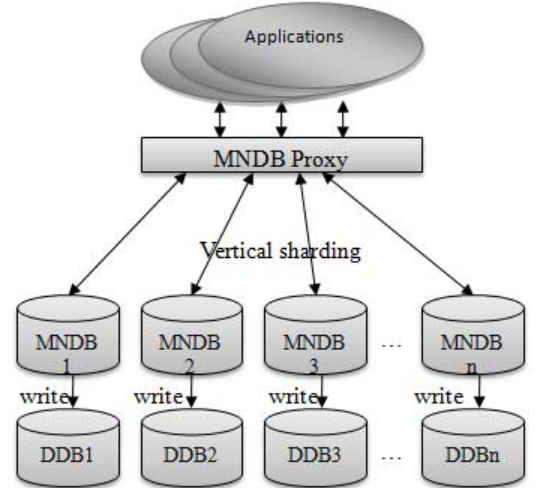 Applications
MNDB Proxy
Vertical sharding
MNDB
1
MNDB
2
MNDB
3
...
MNDB
n
write
write
write
write
DDB1
DDB2
DDB3
...
DDBn